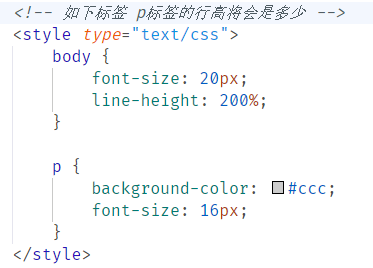 <!-- 如下标签 p标签的行高将会是多少 -->
<style type="text/css">
    body {
        font-size: 20px;
        line-height: 200%;
    }

    p {
        background-color: #ccc;
        font-size: 16px;
    }
</style>